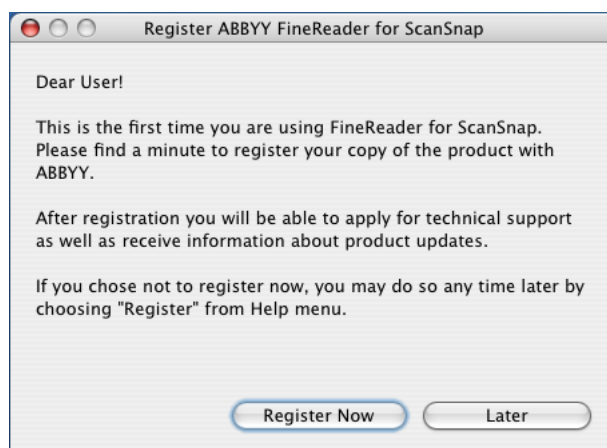 Register ABBYY FineReader for ScanSnap
Dear User!
This is the first time you are using FineReader for ScanSnap.
Please find a minute to register your copy of the product with
ABBYY.
After registration you will be able to apply for technical support
as well as receive information about product updates.
If you chose not to register now, you may do so any time later by
choosing "Register" from Help menu.
Register Now
Later